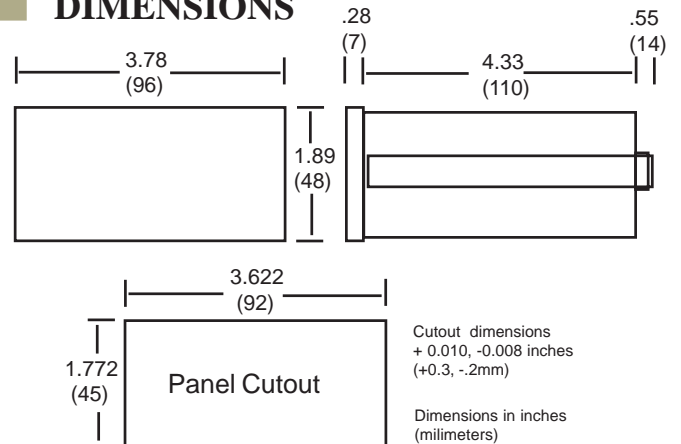 DIMENSIONS
.28
(7)
.55
(14)
3.78
(96)
4.33
(110)
1.89
(48)
3.622
(92)
1.772
(45)
Panel Cutout
Cutout dimensions
+ 0.010, -0.008 inches
(+0.3, -.2mm)
Dimensions in inches
(milimeters)